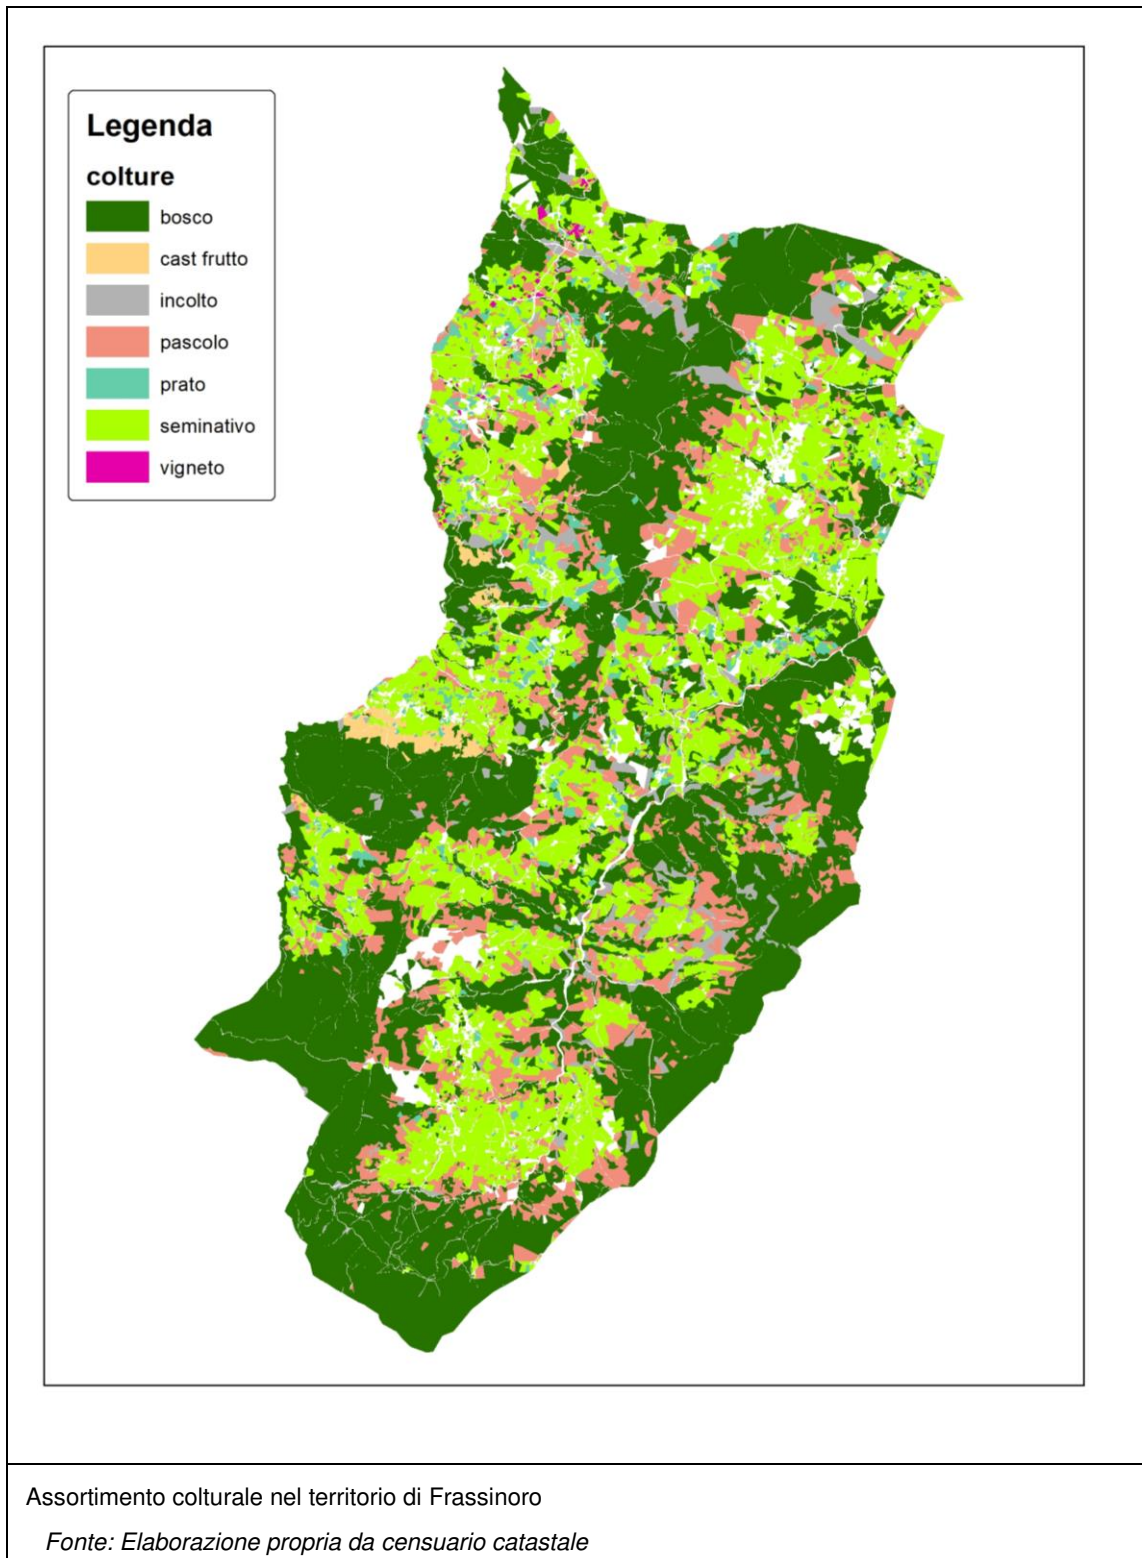 Legenda
colture
bosco
cast frutto
incolto
pascolo
prato
seminativo
vigneto
Assortimento colturale nel territorio di Frassinoro
Fonte: Elaborazione propria da censuario catastale